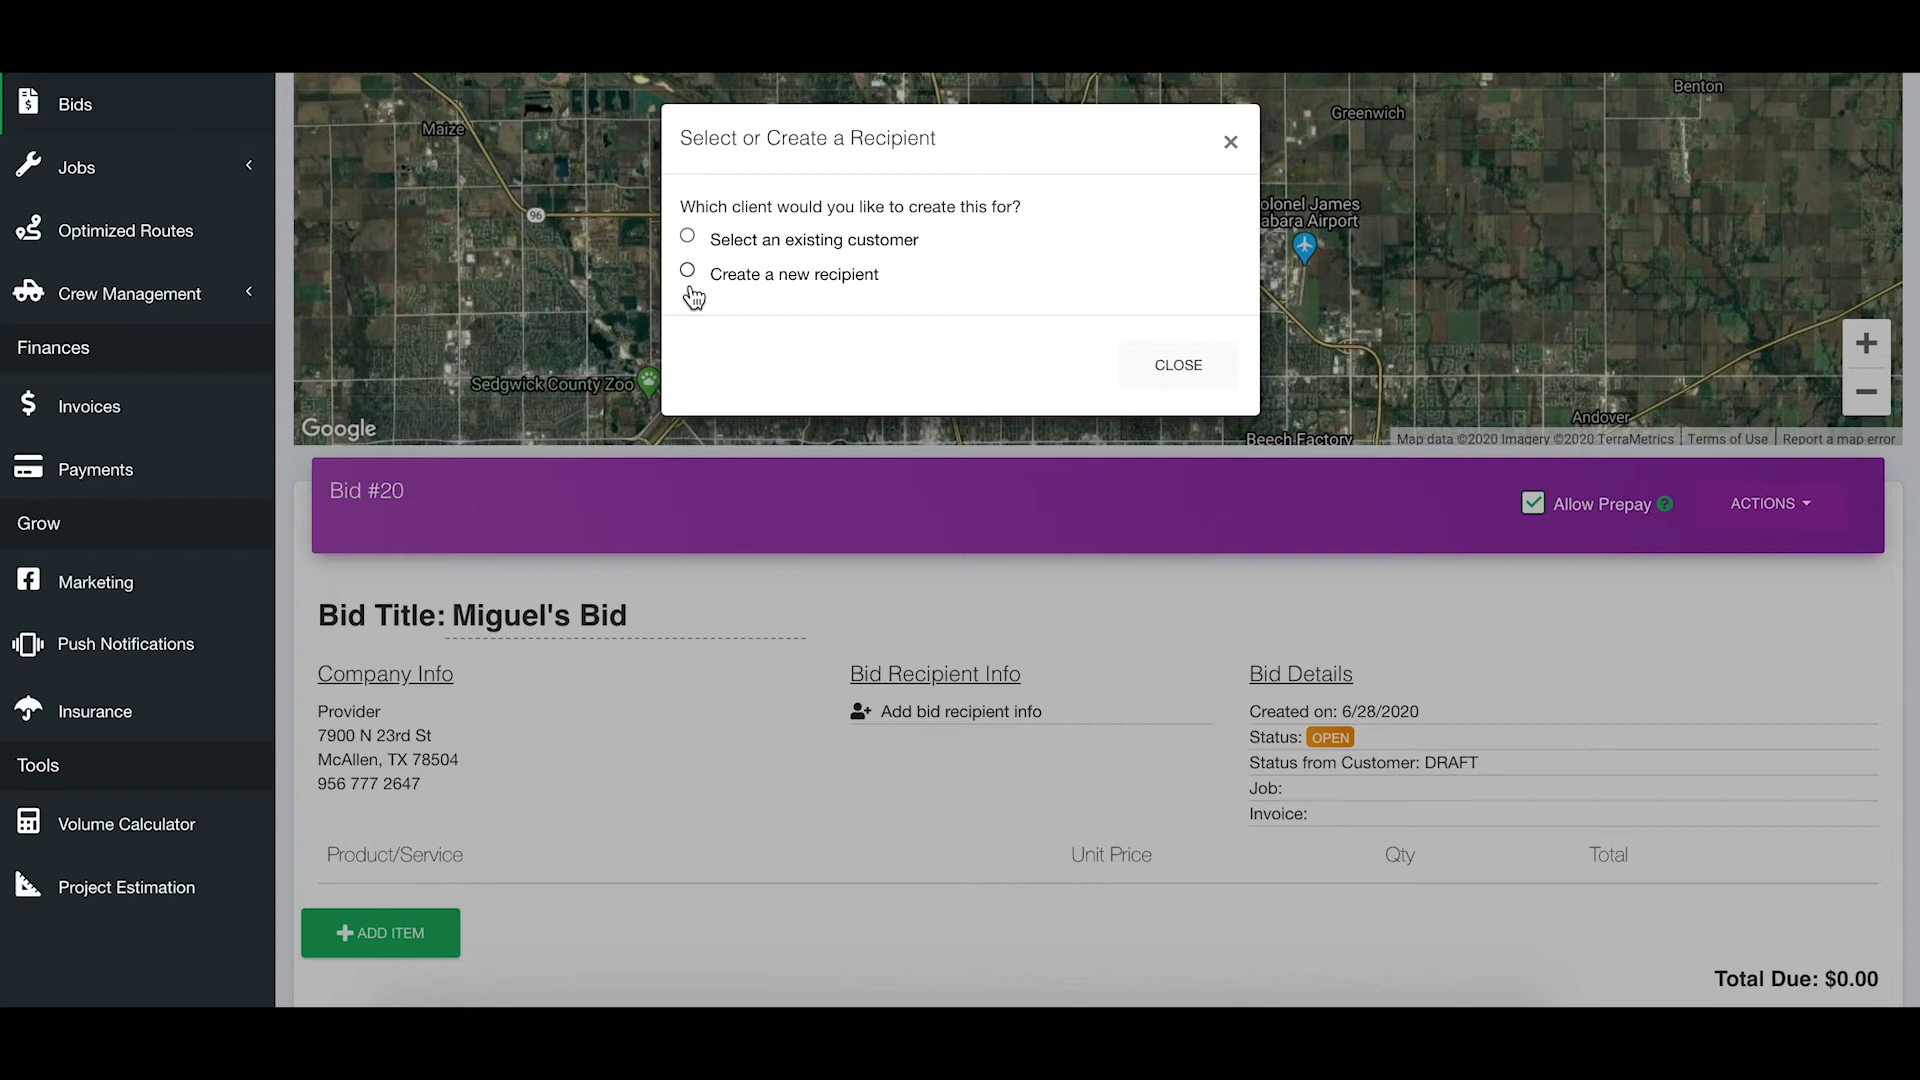 Bids
Jobs
Optimized Routes
Crew Management
Finances
Invoices
Payments
Grow
Marketing
Push Notifications
Insurance
Tools
Volume Calculator
Project Estimation
Maize
96
Sedgwick County Zoo
Google
Benton
Greenwich
olonel James
abara Airport
Andover
Beech Factory
Map data ©2020 Imagery ©2020 TerraMetrics
Terms of Use
Report a map error
Select or Create a Recipient
×
Which client would you like to create this for?
Select an existing customer
Create a new recipient
CLOSE
Bid #20
Allow Prepay ?
ACTIONS
Bid Title: Miguel's Bid
Company Info
Provider
7900 N 23rd St
McAllen, TX 78504
956 777 2647
Bid Recipient Info
Add bid recipient info
Bid Details
Created on: 6/28/2020
Status: OPEN
Status from Customer: DRAFT
Job:
Invoice:
Product/Service Unit Price Qty Total
+ ADD ITEM
Total Due: $0.00